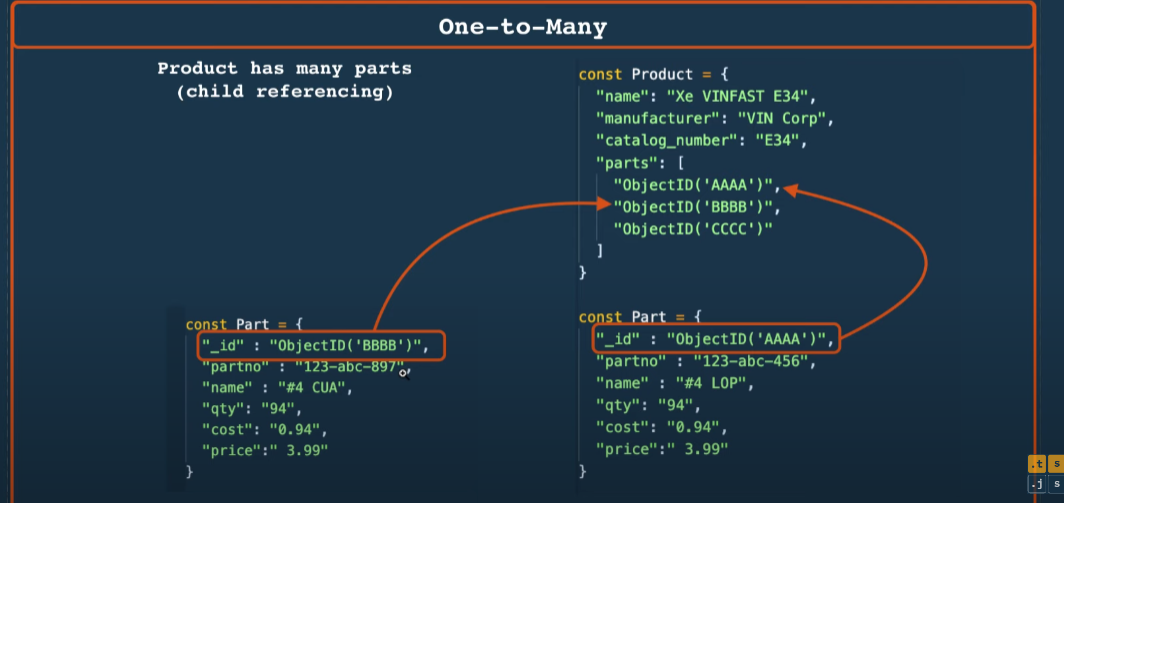 One-to-Many
Product has many parts
(child referencing)
const Product = {
"name": "Xe VINFAST E34",
"manufacturer": "VIN Corp",
"catalog_number": "E34",
"parts": [
"ObjectID('AAAA')",
"ObjectID('BBBB')",
"ObjectID('CCCC')"
]
}
const Part = {
"_id" : "ObjectID('BBBB')",
"partno" : "123-abc-897",
"name" : "#4 CUA",
"qty": "94",
"cost": "0.94",
"price":" 3.99"
}
const Part = {
"_id" : "ObjectID('AAAA')",
"partno" : "123-abc-456",
"name" : "#4 LOP",
"qty": "94",
"cost": "0.94",
"price":" 3.99"
}
.t s
.j s